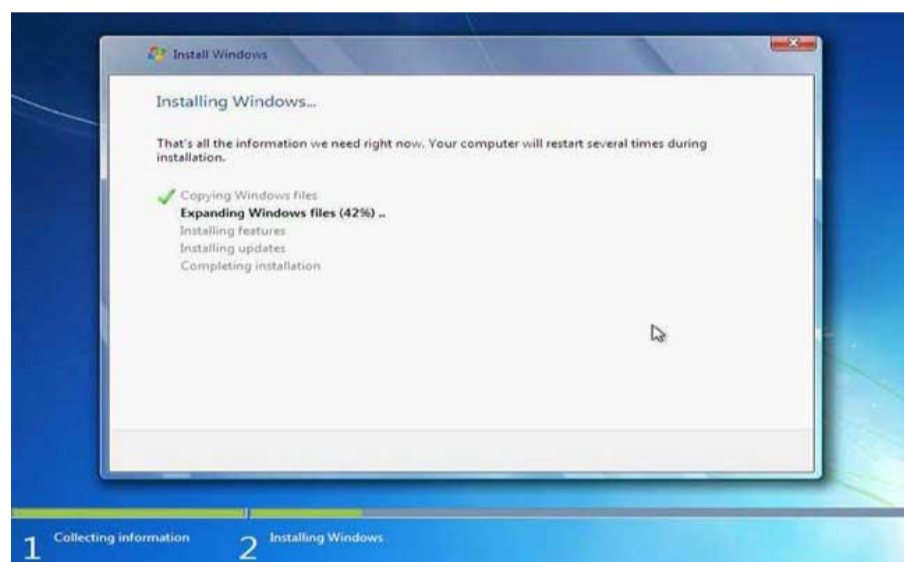 Install Windows
Installing Windows...
That's all the information we need right now. Your computer will restart several times during
installation.
Copying Windows files
Expanding Windows files (42%) ..
Installing features
Installing updates
Completing installation
1 Collecting information
2 Installing Windows